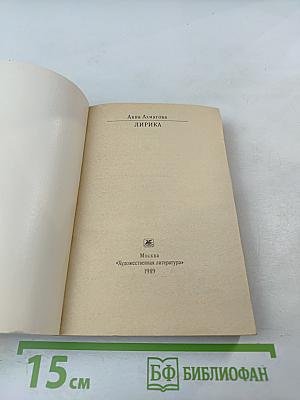 Анна Ахматова
ЛИРИКА
Москва
«Художественная литература»
1989
15 см
БФ БИБЛИОФАН